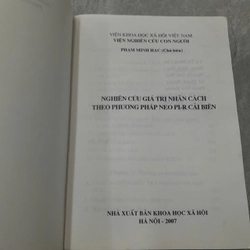 VIỆN KHOA HỌC XÃ HỘI VIỆT NAM
VIỆN NGHIÊN CỨU CON NGƯỜI
PHẠM MINH HẠC (Chủ biên)
NGHIÊN CỨU GIÁ TRỊ NHÂN CÁCH
THEO PHƯƠNG PHÁP NEO PI-R CẢI BIÊN
NHÀ XUẤT BẢN KHOA HỌC XÃ HỘI
HÀ NỘI - 2007